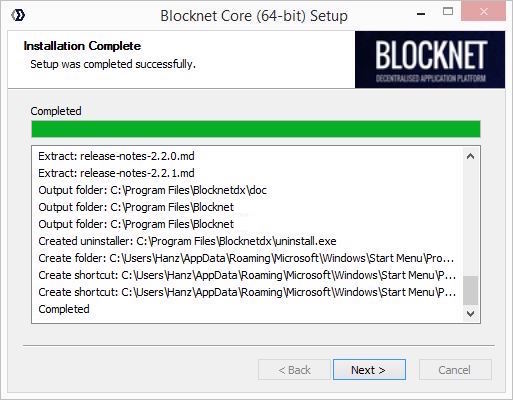 Blocknet Core (64-bit) Setup
Installation Complete
Setup was completed successfully.
BLOCKNET
DECENTRALISED APPLICATION PLATFORM
Completed
Extract: release-notes-2.2.0.md
Extract: release-notes-2.2.1.md
Output folder: C:\Program Files\Blocknetdx\doc
Output folder: C:\Program Files\Blocknet
Output folder: C:\Program Files\Blocknet
Created uninstaller: C:\Program Files\Blocknetdx\uninstall.exe
Create folder: C:\Users\Hanz\AppData\Roaming\Microsoft\Windows\Start Menu\Pro...
Create shortcut: C:\Users\Hanz\AppData\Roaming\Microsoft\Windows\Start Menu\P...
Create shortcut: C:\Users\Hanz\AppData\Roaming\Microsoft\Windows\Start Menu\P...
Completed
< Back
Next >
Cancel